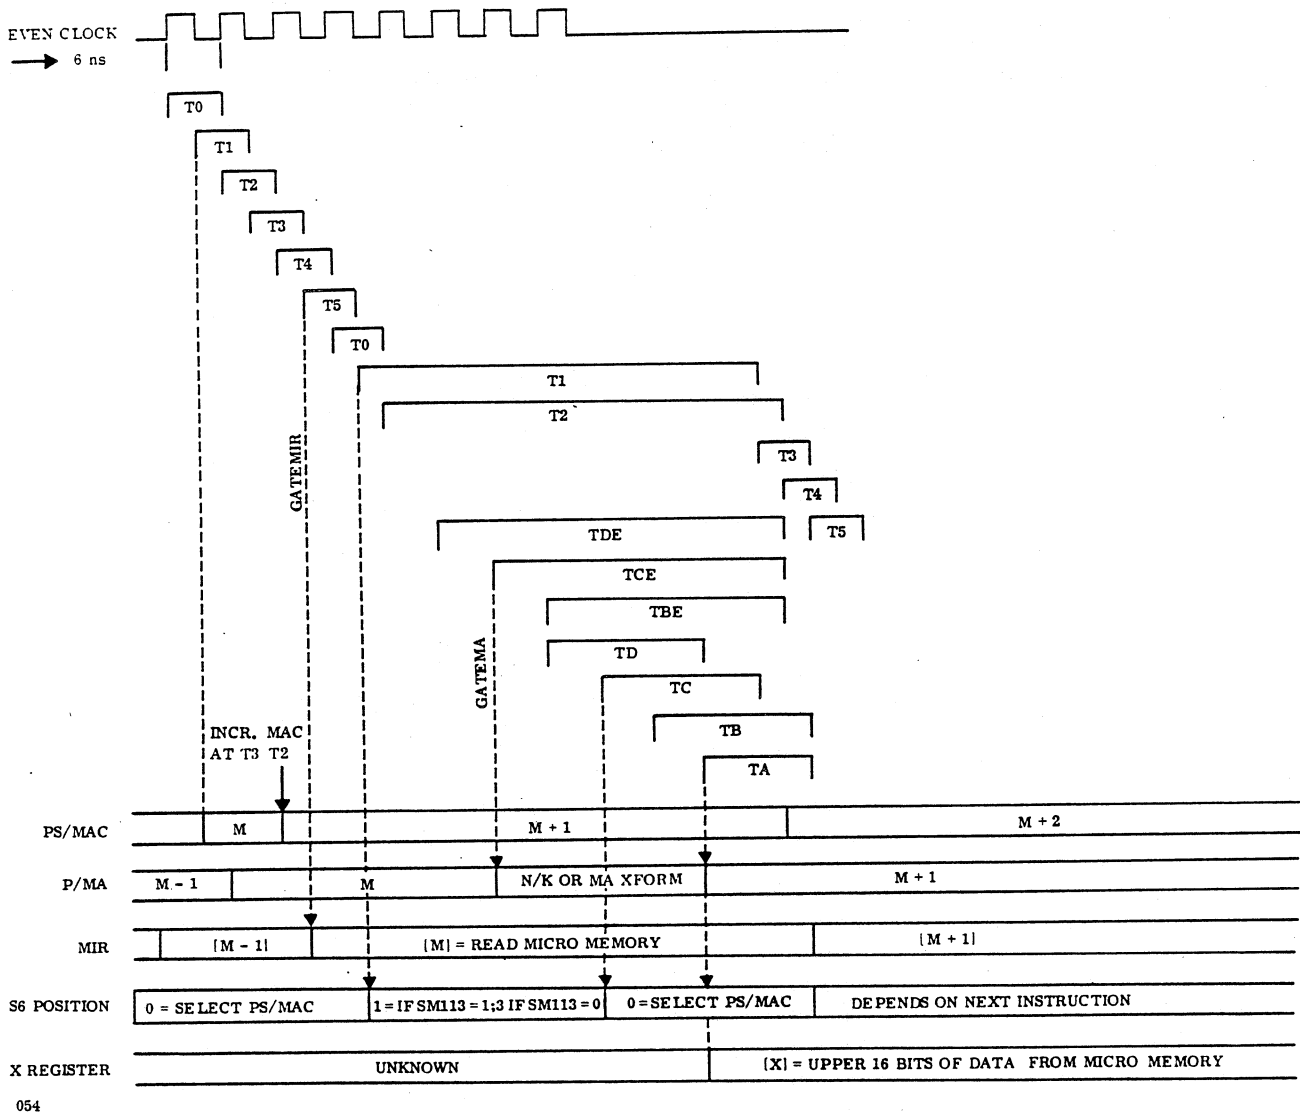 EVEN CLOCK
6 ns
T0
T1
T2
T3
T4
T5
T0
T1
T2
T3
T4
T5
GATEMIR
TDE
TCE
TBE
TD
GATEMA
TC
TB
TA
INCR. MAC
AT T3 T2
PS/MAC M M + 1 M + 2
P/MA M - 1 M N/K OR MA XFORM M + 1
MIR [M - 1] [M] = READ MICRO MEMORY [M + 1]
S6 POSITION 0 = SELECT PS/MAC 1 = IF SM113 = 1;3 IF SM113 = 0 0 = SELECT PS/MAC DEPENDS ON NEXT INSTRUCTION
X REGISTER UNKNOWN [X] = UPPER 16 BITS OF DATA FROM MICRO MEMORY
054